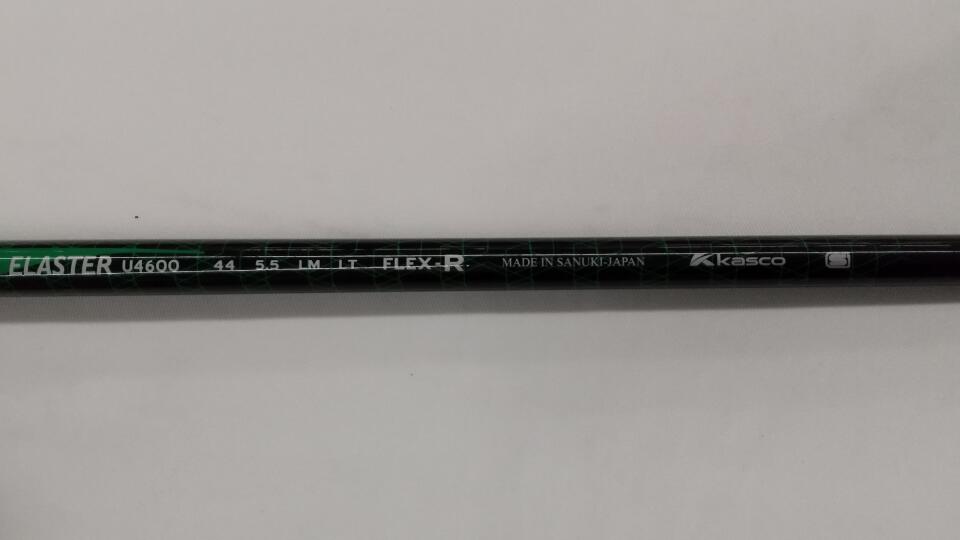 ELASTER U4600 44 5.5 LM LT FLEX-R MADE IN SANUKI-JAPAN kasco